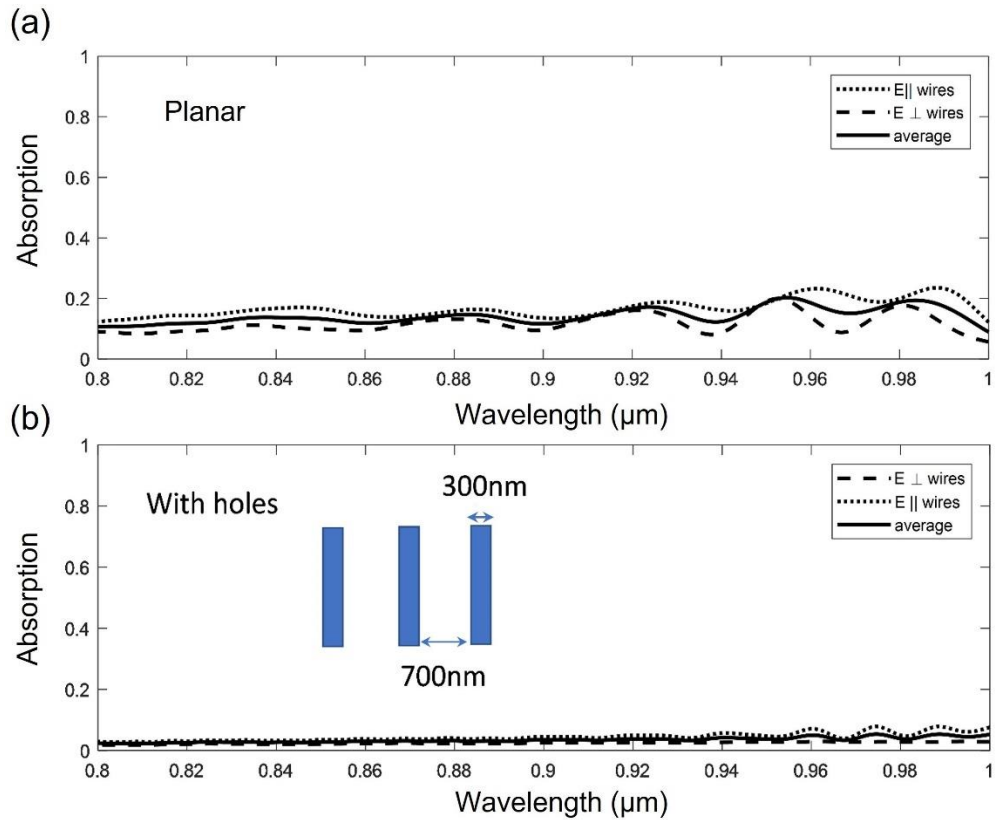 (a)
1
0.8
0.6
0.4
0.2
0
Absorption
Planar
E|| wires
E ⊥ wires
average
0.8 0.82 0.84 0.86 0.88 0.9 0.92 0.94 0.96 0.98 1
Wavelength (µm)
(b)
1
0.8
0.6
0.4
0.2
0
Absorption
With holes
300nm
700nm
E ⊥ wires
E || wires
average
0.8 0.82 0.84 0.86 0.88 0.9 0.92 0.94 0.96 0.98 1
Wavelength (µm)